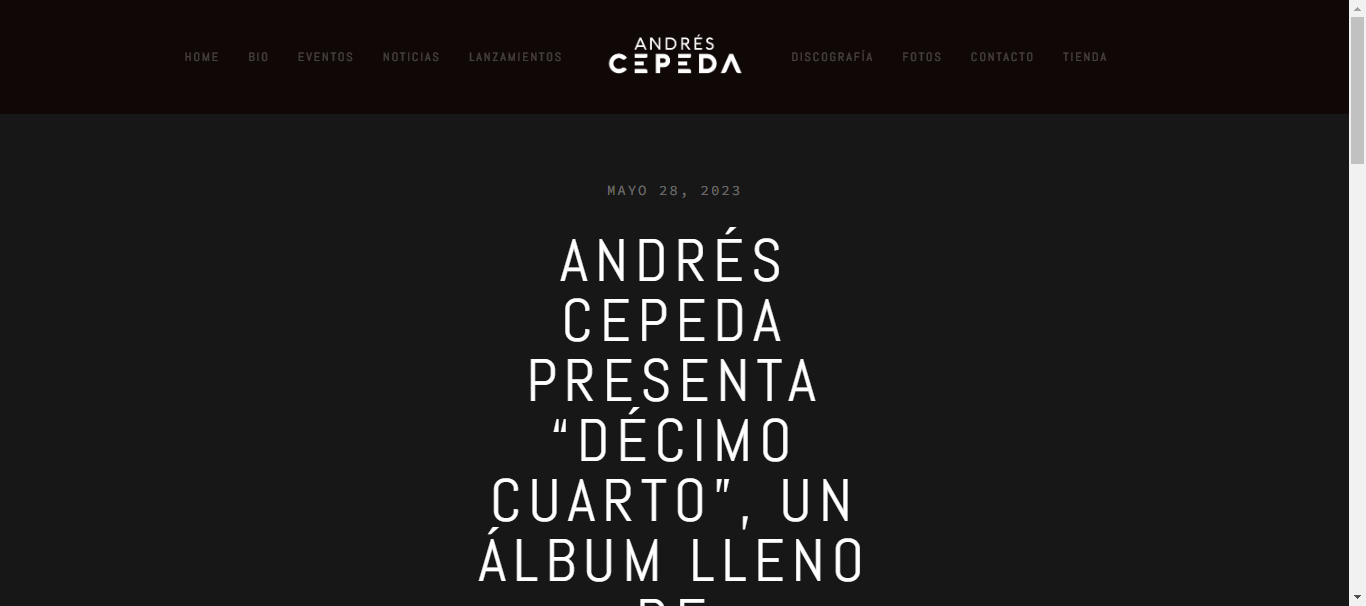 HOME BIO EVENTOS NOTICIAS LANZAMIENTOS
ANDRÉS
CEPEDA
DISCOGRAFÍA FOTOS CONTACTO TIENDA
MAYO 28, 2023
ANDRÉS
CEPEDA
PRESENTA
“DÉCIMO
CUARTO”, UN
ÁLBUM LLENO
DE